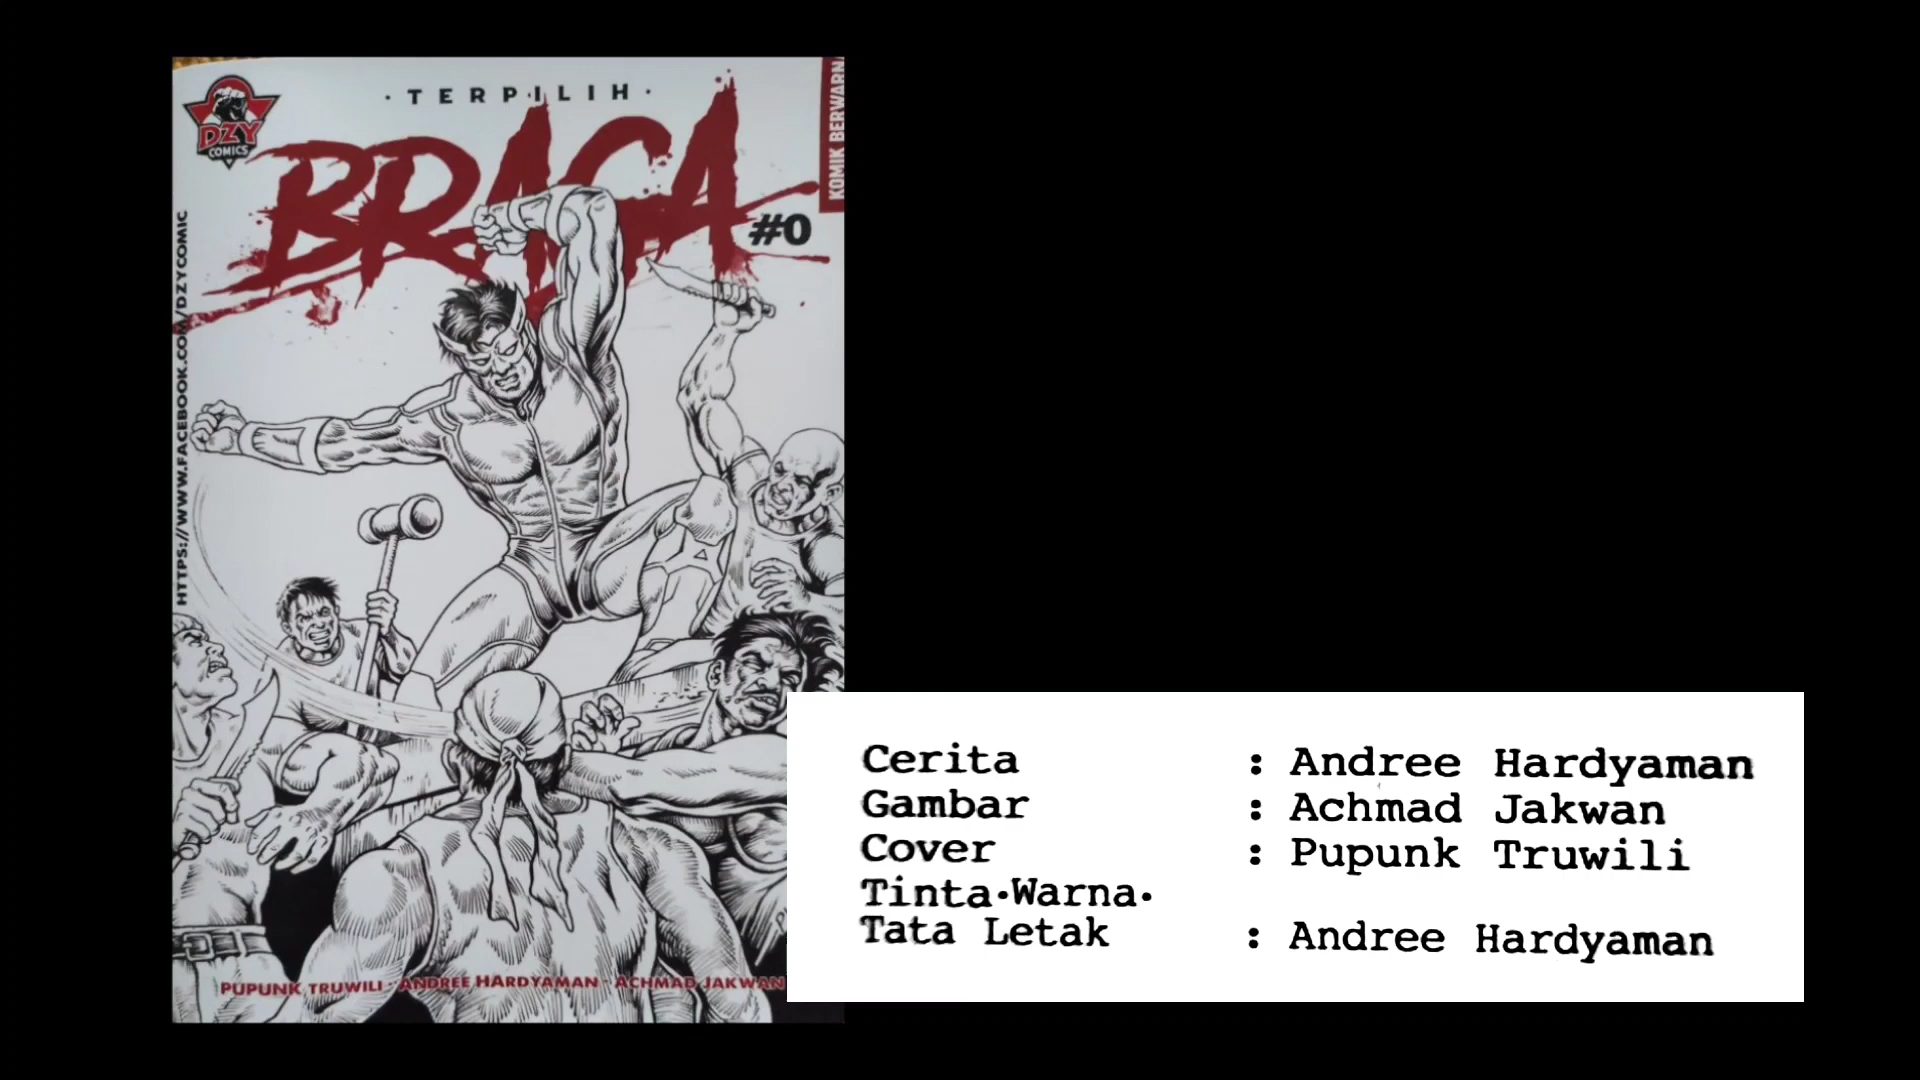 · TERPILIH ·
DZY
COMICS
BRAGA
#0
KOMIK BERWARN
HTTPS://WWW.FACEBOOK.COM/DZYCOMIC
PUPUNK TRUWILI · ANDREE HARDYAMAN · ACHMAD JAKWAN
Cerita : Andree Hardyaman
Gambar : Achmad Jakwan
Cover : Pupunk Truwili
Tinta·Warna·
Tata Letak : Andree Hardyaman